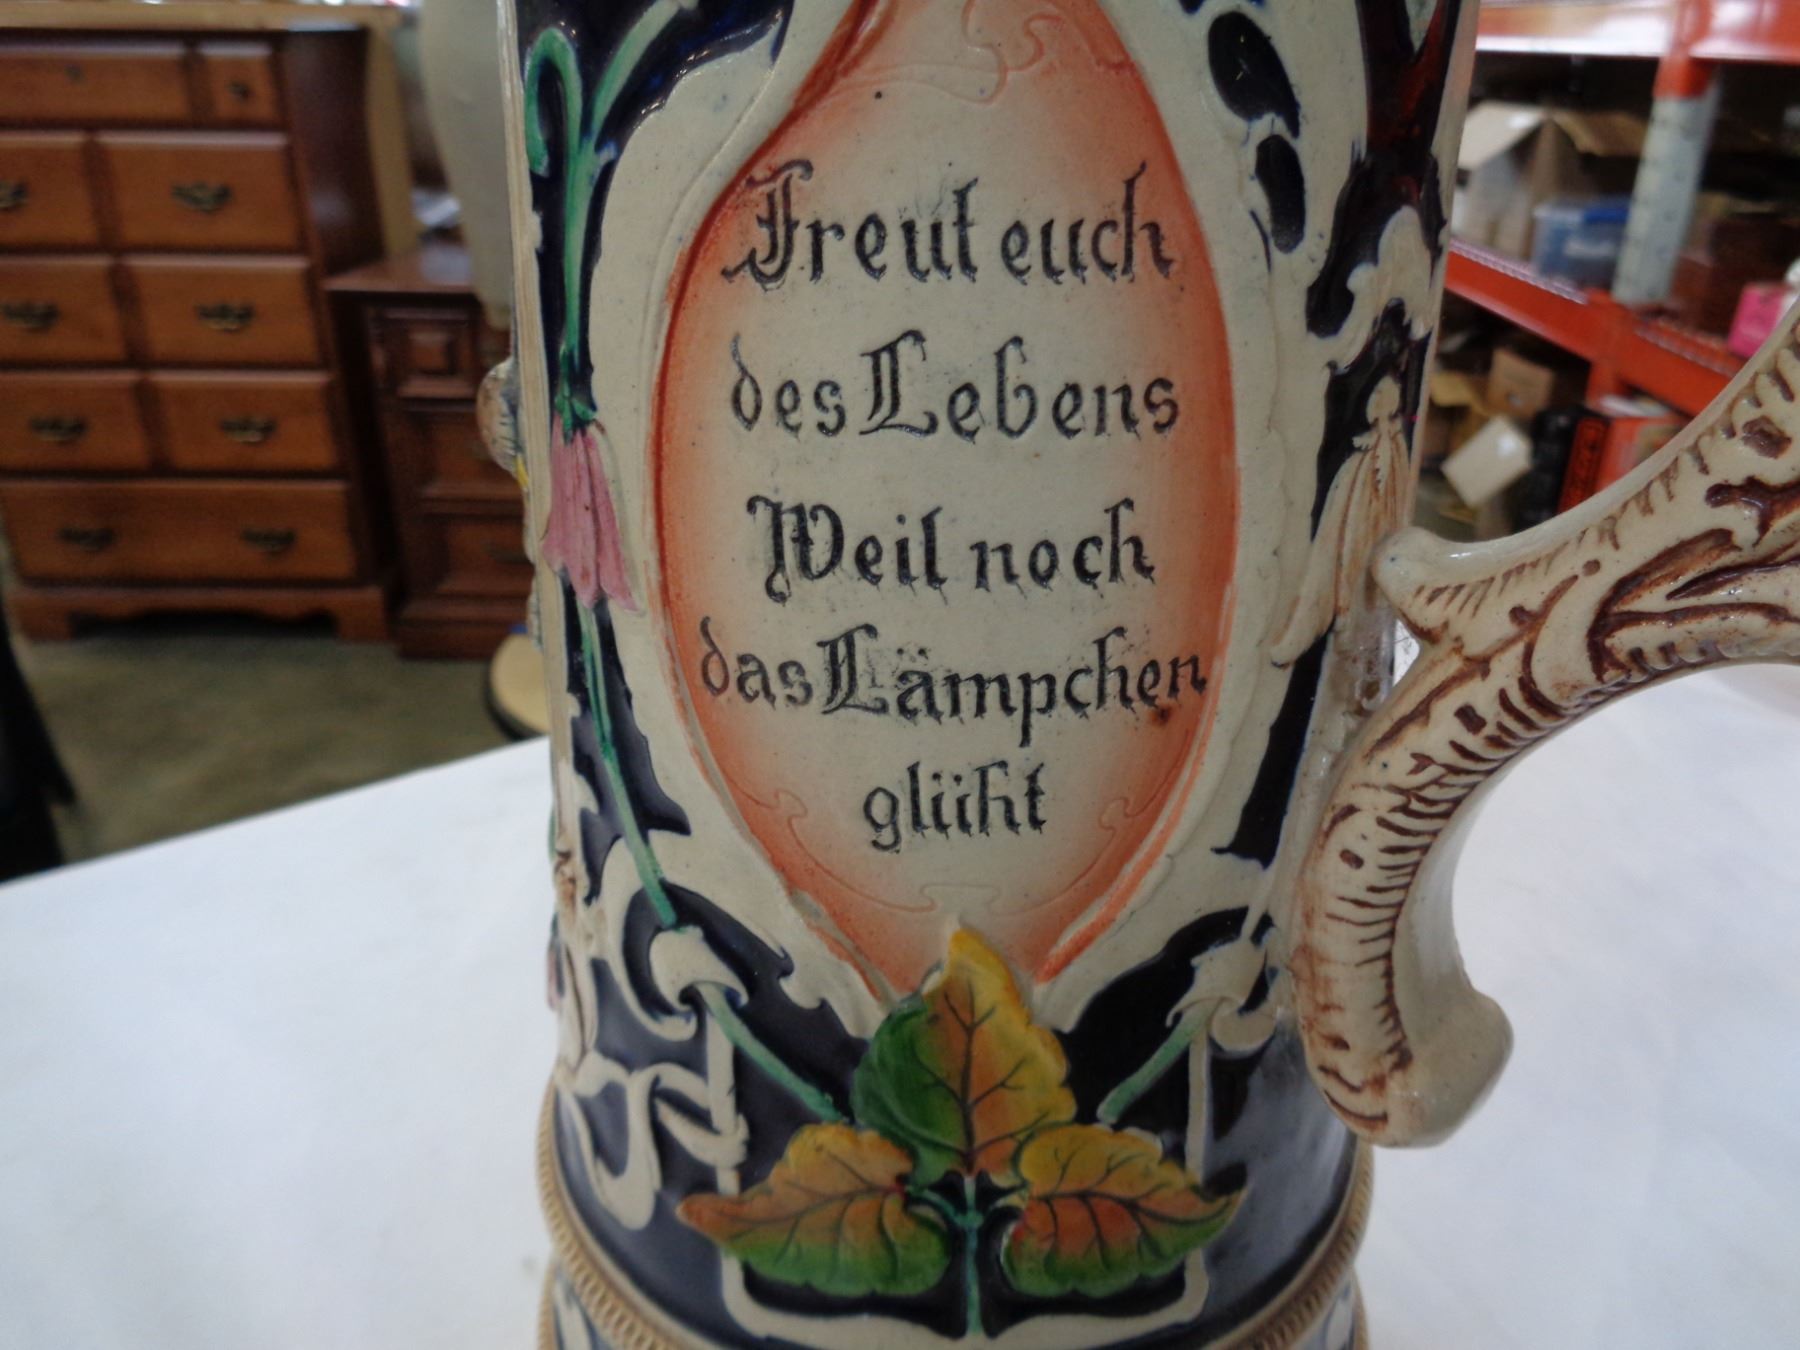 Freut euch
des Lebens
Weil noch
das Lämpchen
glüht